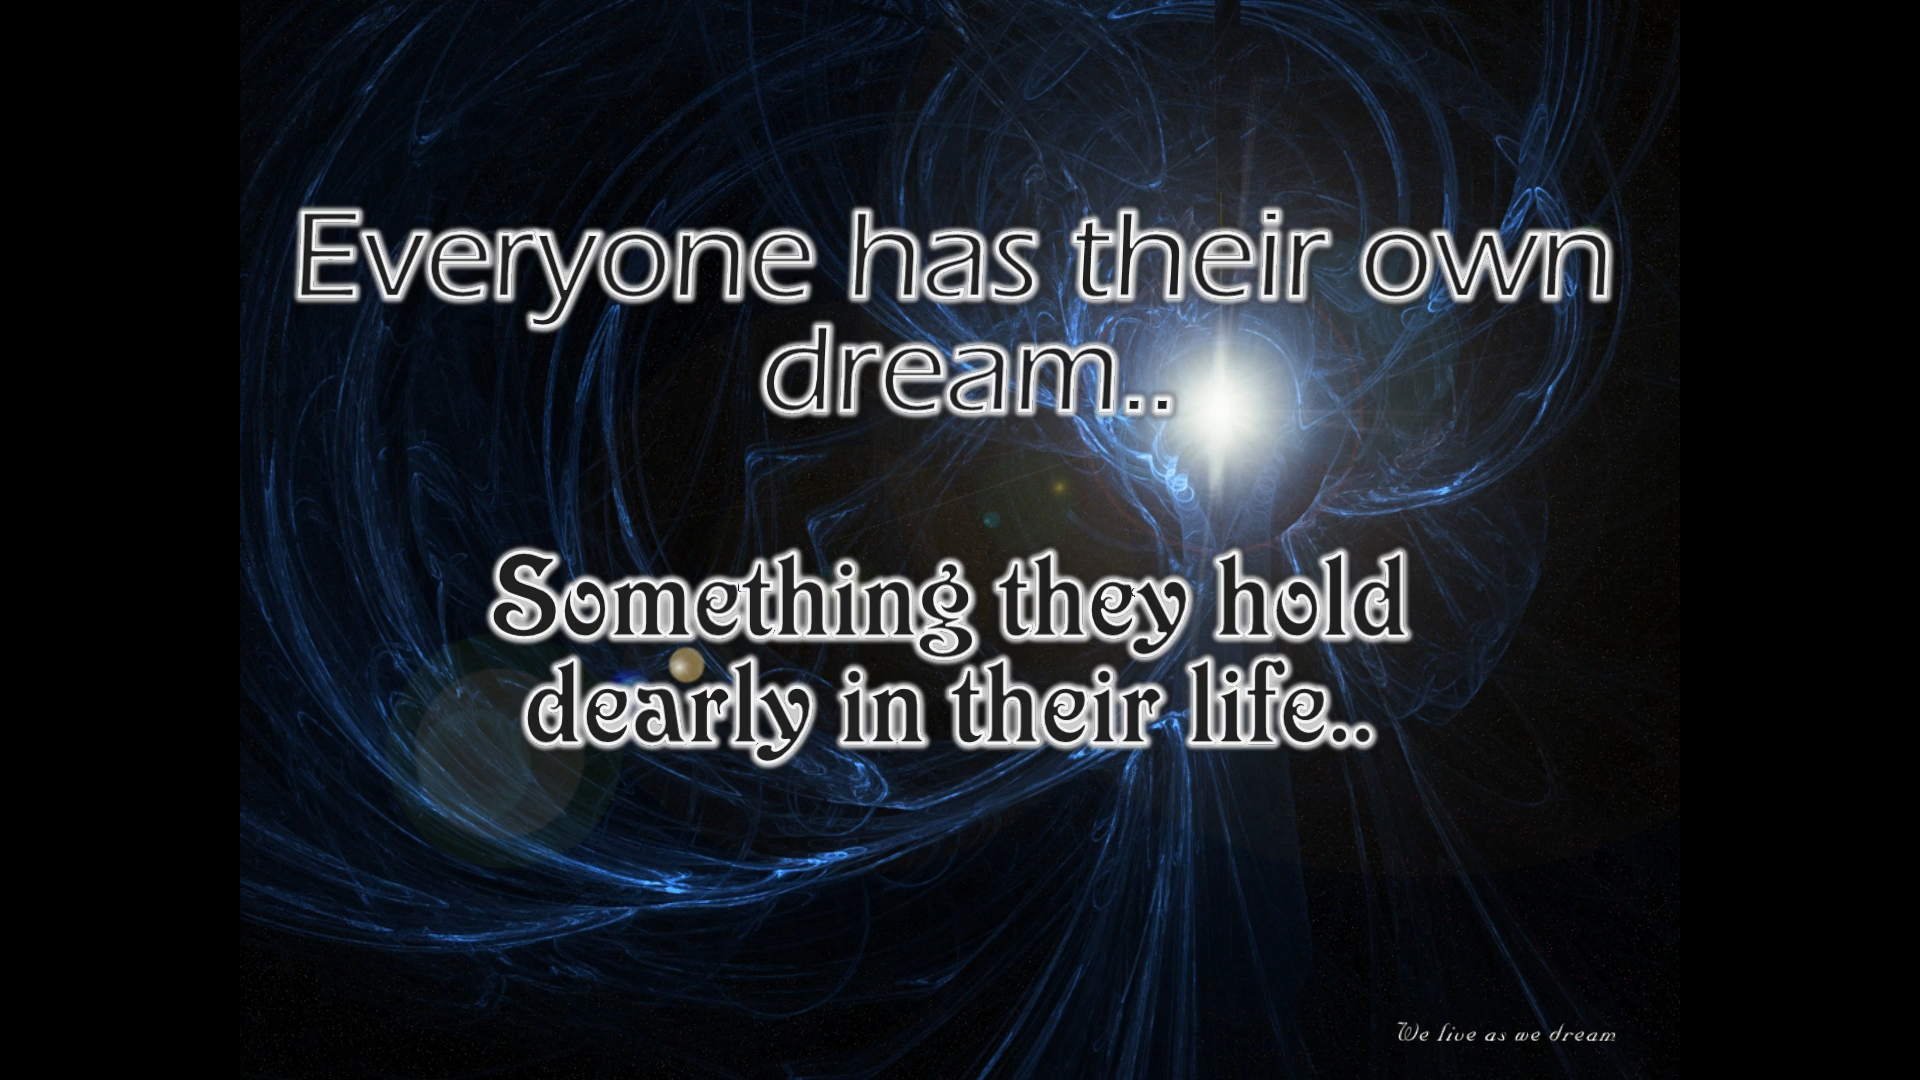 Everyone has their own
dream..
Something they hold
dearly in their life..
We live as we dream